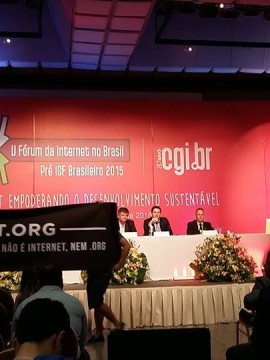 V Fórum da Internet no Brasil
Pré IGF Brasileiro 2015
cgi.br
EMPODERANDO O DESENVOLVIMENTO SUSTENTÁVEL
T.ORG
NÃO É INTERNET, NEM .ORG